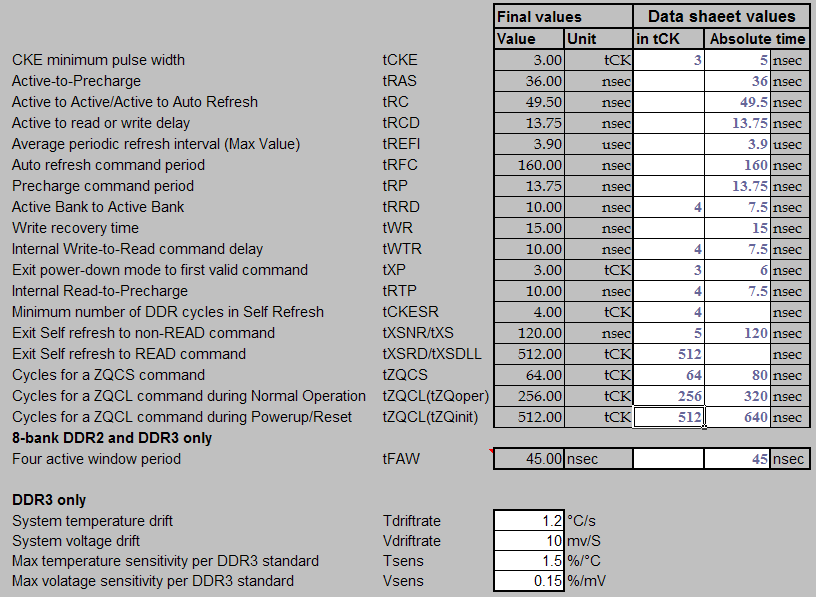 Final values Data shaeet values
Value Unit in tCK Absolute time
CKE minimum pulse width tCKE 3.00 tCK 3 5 nsec
Active-to-Precharge tRAS 36.00 nsec 36 nsec
Active to Active/Active to Auto Refresh tRC 49.50 nsec 49.5 nsec
Active to read or write delay tRCD 13.75 nsec 13.75 nsec
Average periodic refresh interval (Max Value) tREFI 3.90 usec 3.9 usec
Auto refresh command period tRFC 160.00 nsec 160 nsec
Precharge command period tRP 13.75 nsec 13.75 nsec
Active Bank to Active Bank tRRD 10.00 nsec 4 7.5 nsec
Write recovery time tWR 15.00 nsec 15 nsec
Internal Write-to-Read command delay tWTR 10.00 nsec 4 7.5 nsec
Exit power-down mode to first valid command tXP 3.00 tCK 3 6 nsec
Internal Read-to-Precharge tRTP 10.00 nsec 4 7.5 nsec
Minimum number of DDR cycles in Self Refresh tCKESR 4.00 tCK 4 nsec
Exit Self refresh to non-READ command tXSNR/tXS 120.00 nsec 5 120 nsec
Exit Self refresh to READ command tXSRD/tXSDLL 512.00 tCK 512 nsec
Cycles for a ZQCS command tZQCS 64.00 tCK 64 80 nsec
Cycles for a ZQCL command during Normal Operation tZQCL(tZQoper) 256.00 tCK 256 320 nsec
Cycles for a ZQCL command during Powerup/Reset tZQCL(tZQinit) 512.00 tCK 512 640 nsec
8-bank DDR2 and DDR3 only
Four active window period tFAW 45.00 nsec 45 nsec
DDR3 only
System temperature drift Tdriftrate 1.2 °C/s
System voltage drift Vdriftrate 10 mv/S
Max temperature sensitivity per DDR3 standard Tsens 1.5 %/°C
Max volatage sensitivity per DDR3 standard Vsens 0.15 %/mV